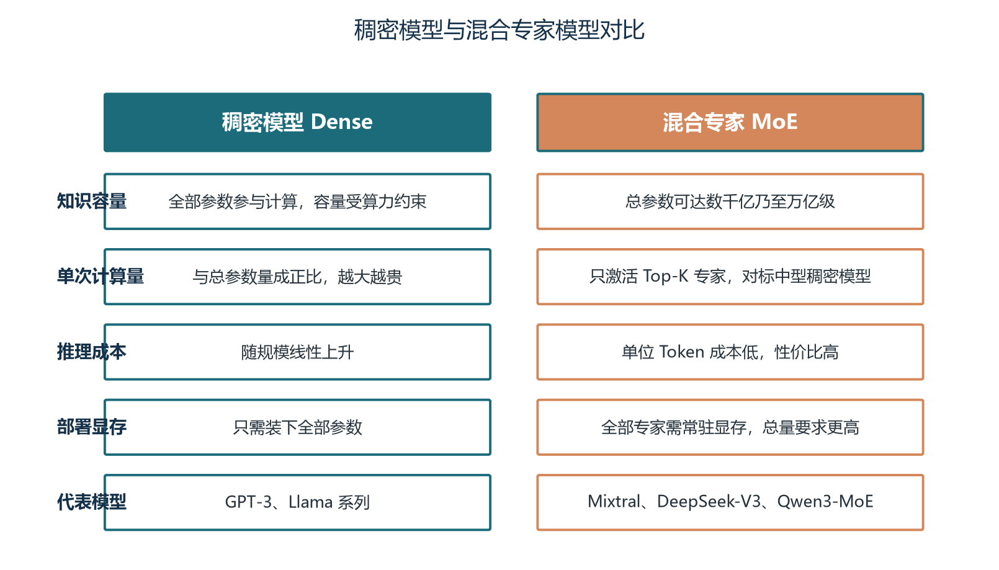 稠密模型与混合专家模型对比
稠密模型 Dense
混合专家 MoE
知识容量
全部参数参与计算，容量受算力约束
总参数可达数千亿乃至万亿级
单次计算量
与总参数量成正比，越大越贵
只激活 Top-K 专家，对标中型稠密模型
推理成本
随规模线性上升
单位 Token 成本低，性价比高
部署显存
只需装下全部参数
全部专家需常驻显存，总量要求更高
代表模型
GPT-3、Llama 系列
Mixtral、DeepSeek-V3、Qwen3-MoE